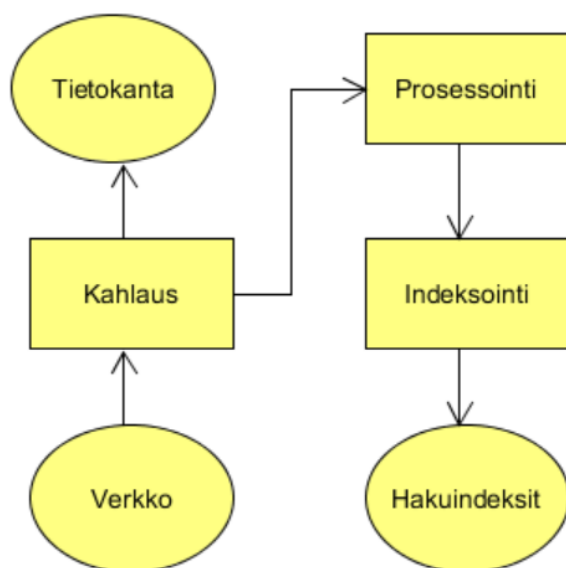 Tietokanta
Prosessointi
Kahlaus
Indeksointi
Verkko
Hakuindeksit